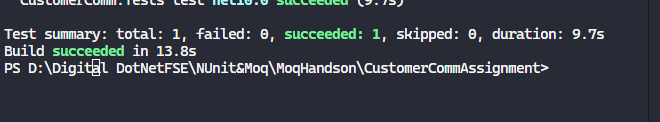 CustomerComm.Tests test net10.0 succeeded (9.7s)
Test summary: total: 1, failed: 0, succeeded: 1, skipped: 0, duration: 9.7s
Build succeeded in 13.8s
PS D:\Digital DotNetFSE\NUnit&Moq\MoqHandson\CustomerCommAssignment>